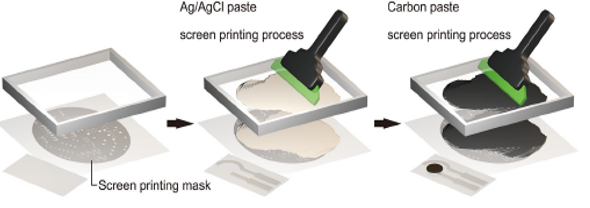 Ag/AgCl paste
screen printing process
Carbon paste
screen printing process
Screen printing mask